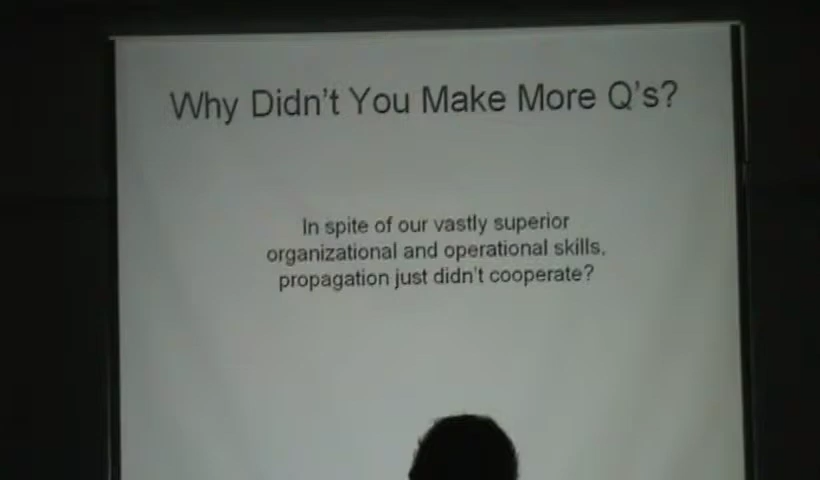 Why Didn't You Make More Q's?
In spite of our vastly superior
organizational and operational skills,
propagation just didn't cooperate?